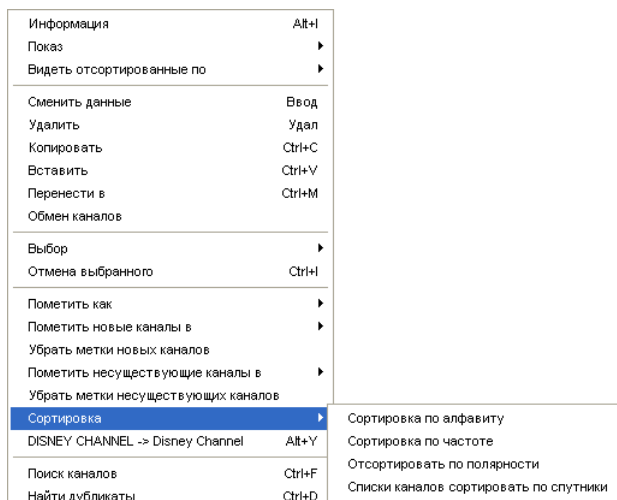 Информация Alt+I
Показ
Видеть отсортированные по
Сменить данные Ввод
Удалить Удал
Копировать Ctrl+C
Вставить Ctrl+V
Перенести в Ctrl+M
Обмен каналов
Выбор
Отмена выбранного Ctrl+I
Пометить как
Пометить новые каналы в
Убрать метки новых каналов
Пометить несуществующие каналы в
Убрать метки несуществующих каналов
Сортировка
DISNEY CHANNEL -> Disney Channel Alt+Y
Поиск каналов Ctrl+F
Найти дубликаты Ctrl+D
Сортировка по алфавиту
Сортировка по частоте
Отсортировать по полярности
Списки каналов сортировать по спутники